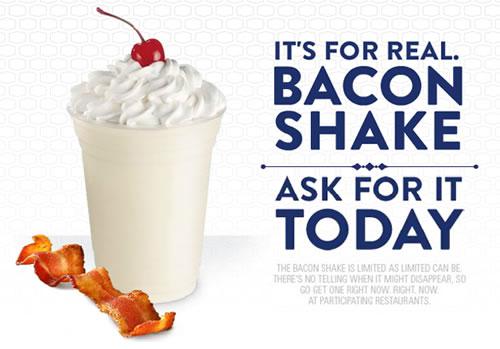 IT'S FOR REAL.
BACON
SHAKE
ASK FOR IT
TODAY
THE BACON SHAKE IS LIMITED AS LIMITED CAN BE.
THERE'S NO TELLING WHEN IT MIGHT DISAPPEAR, SO
GO GET ONE RIGHT NOW. RIGHT. NOW.
AT PARTICIPATING RESTAURANTS.